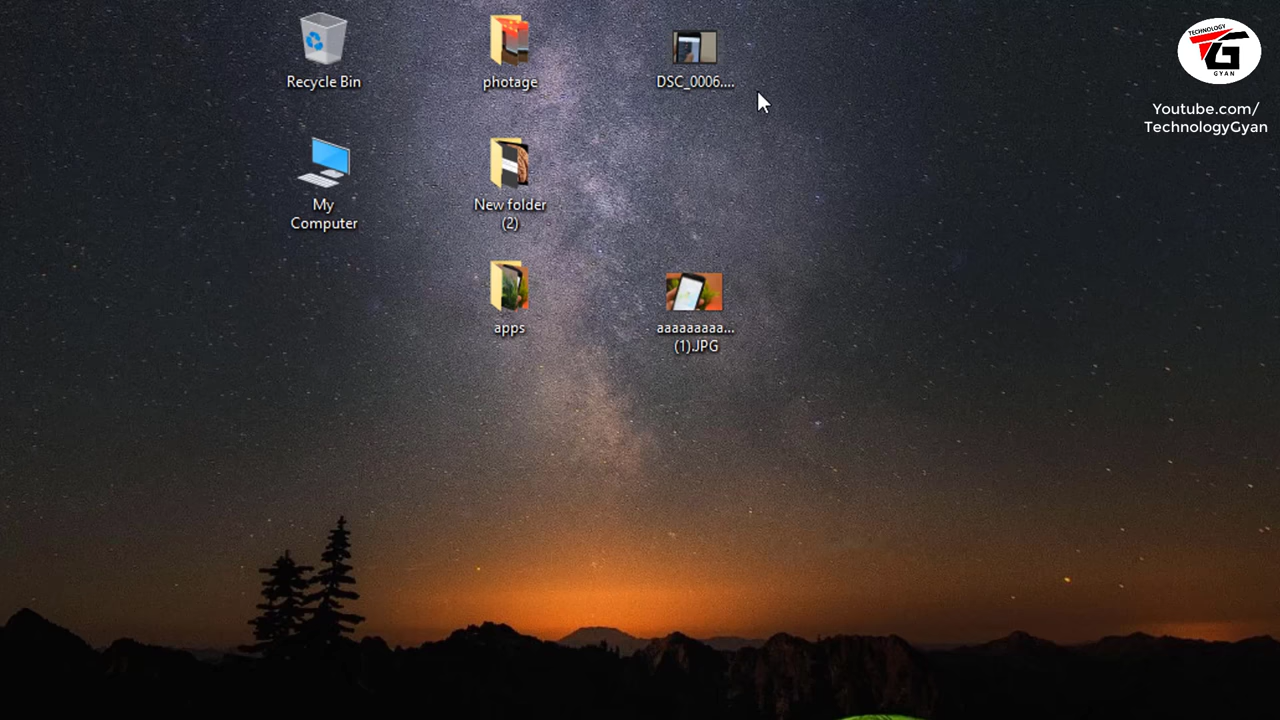 Recycle Bin
photage
DSC_0006....
TECHNOLOGY
GYAN
Youtube.com/
TechnologyGyan
My
Computer
New folder
(2)
apps
aaaaaaaaa...
(1).JPG